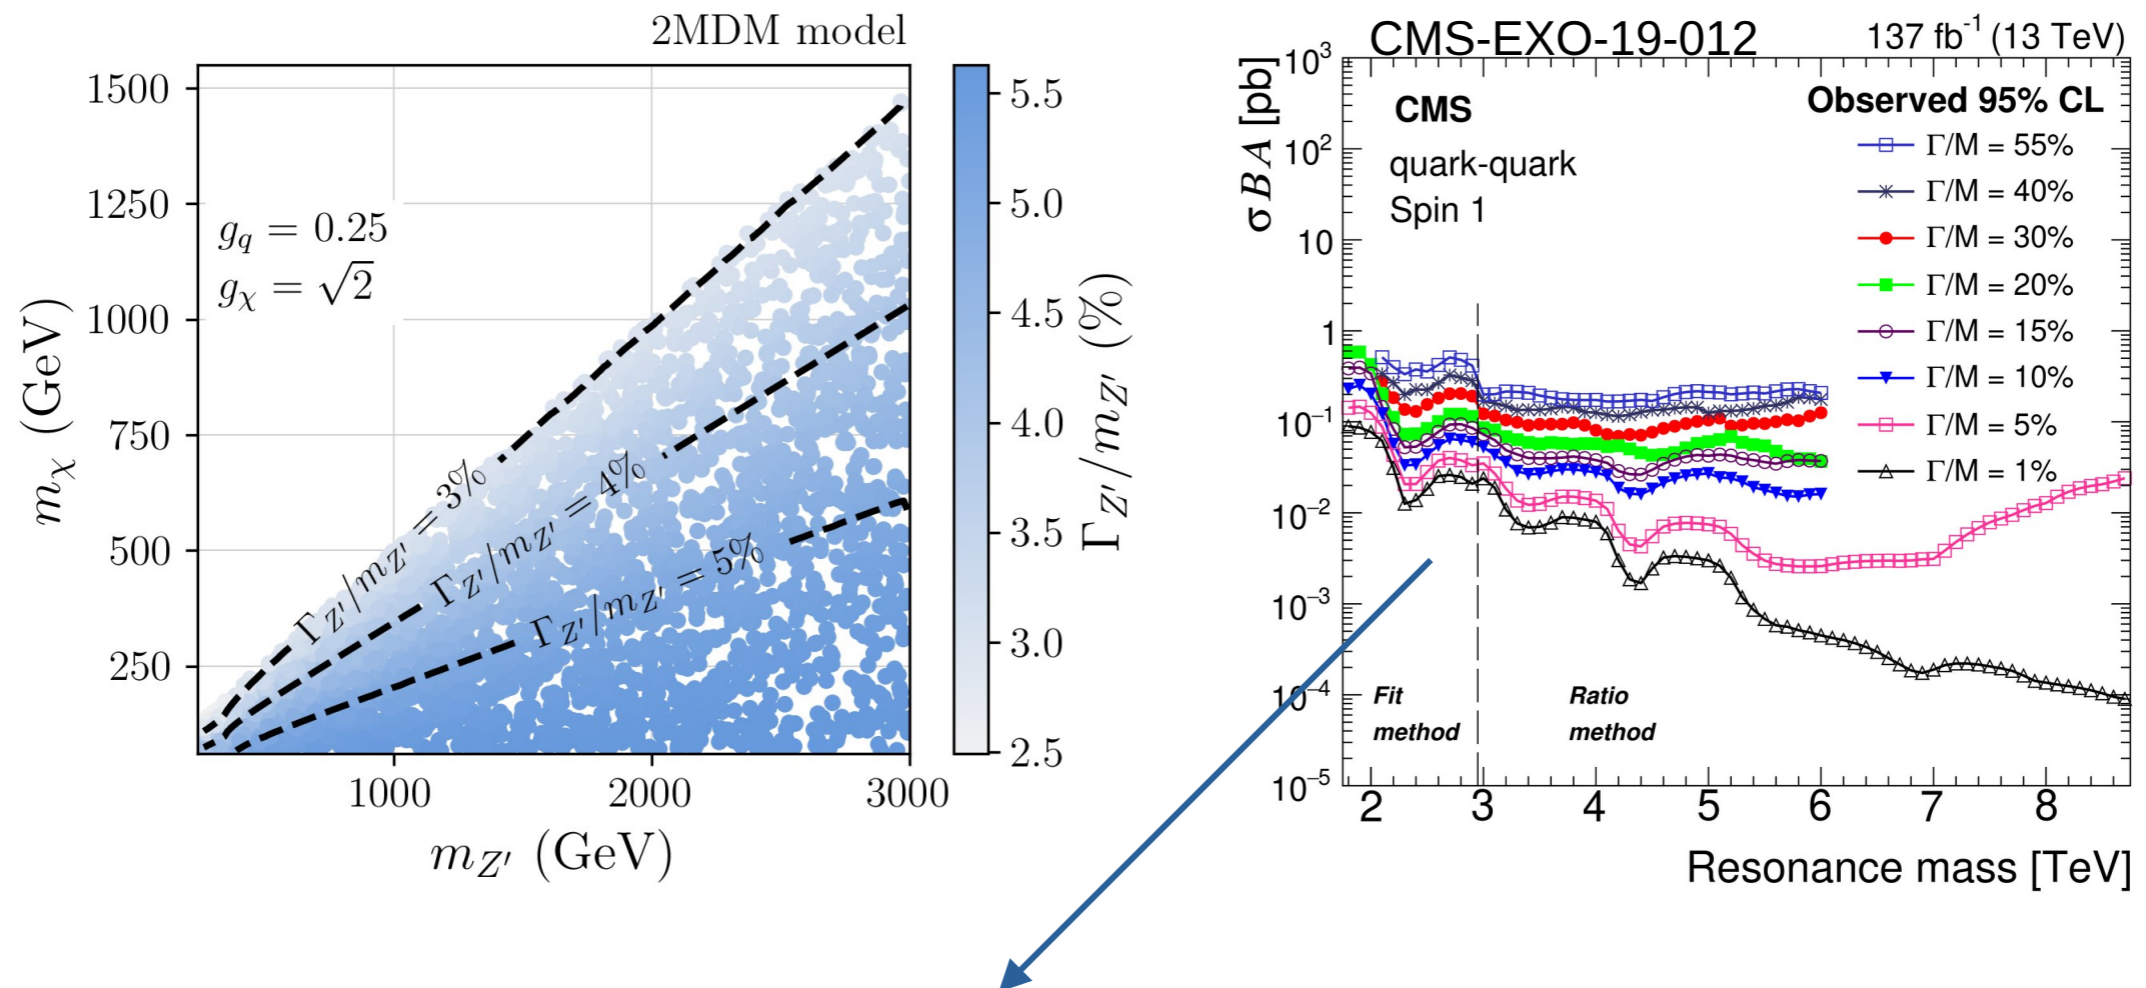 2MDM model
1500
1250
1000
750
500
250
g_q = 0.25
g_χ = √2
Γ_Z'/m_Z' = 3%
Γ_Z'/m_Z' = 4%
Γ_Z'/m_Z' = 5%
1000 2000 3000
m_Z' (GeV)
m_χ (GeV)
5.5
5.0
4.5
4.0
3.5
3.0
2.5
Γ_Z'/m_Z' (%)
CMS-EXO-19-012
137 fb⁻¹ (13 TeV)
σBA [pb]
10³
10²
10
1
10⁻¹
10⁻²
10⁻³
10⁻⁴
10⁻⁵
CMS
quark-quark
Spin 1
Observed 95% CL
Γ/M = 55%
Γ/M = 40%
Γ/M = 30%
Γ/M = 20%
Γ/M = 15%
Γ/M = 10%
Γ/M = 5%
Γ/M = 1%
Fit
method
Ratio
method
2 3 4 5 6 7 8
Resonance mass [TeV]